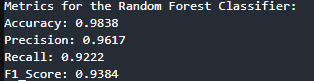 Metrics for the Random Forest Classifier:
Accuracy: 0.9838
Precision: 0.9617
Recall: 0.9222
F1_Score: 0.9384